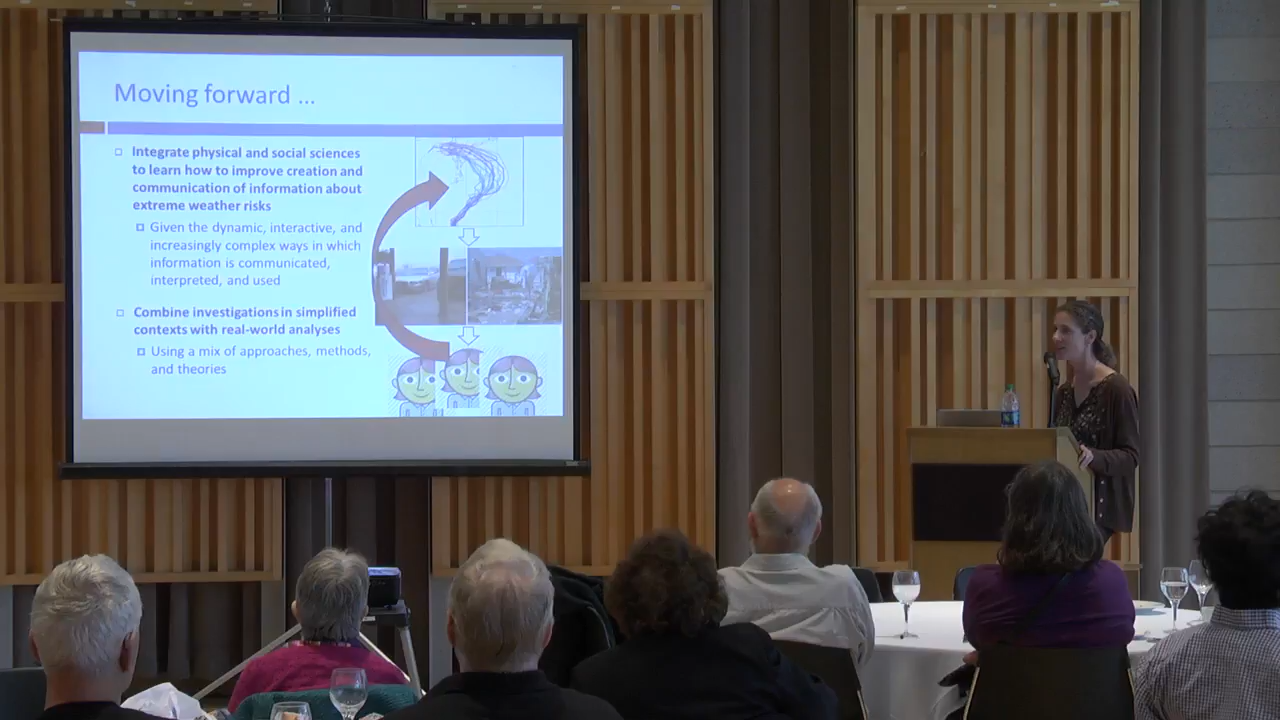 Moving forward ...
Integrate physical and social sciences
to learn how to improve creation and
communication of information about
extreme weather risks
Given the dynamic, interactive, and
increasingly complex ways in which
information is communicated,
interpreted, and used
Combine investigations in simplified
contexts with real-world analyses
Using a mix of approaches, methods,
and theories